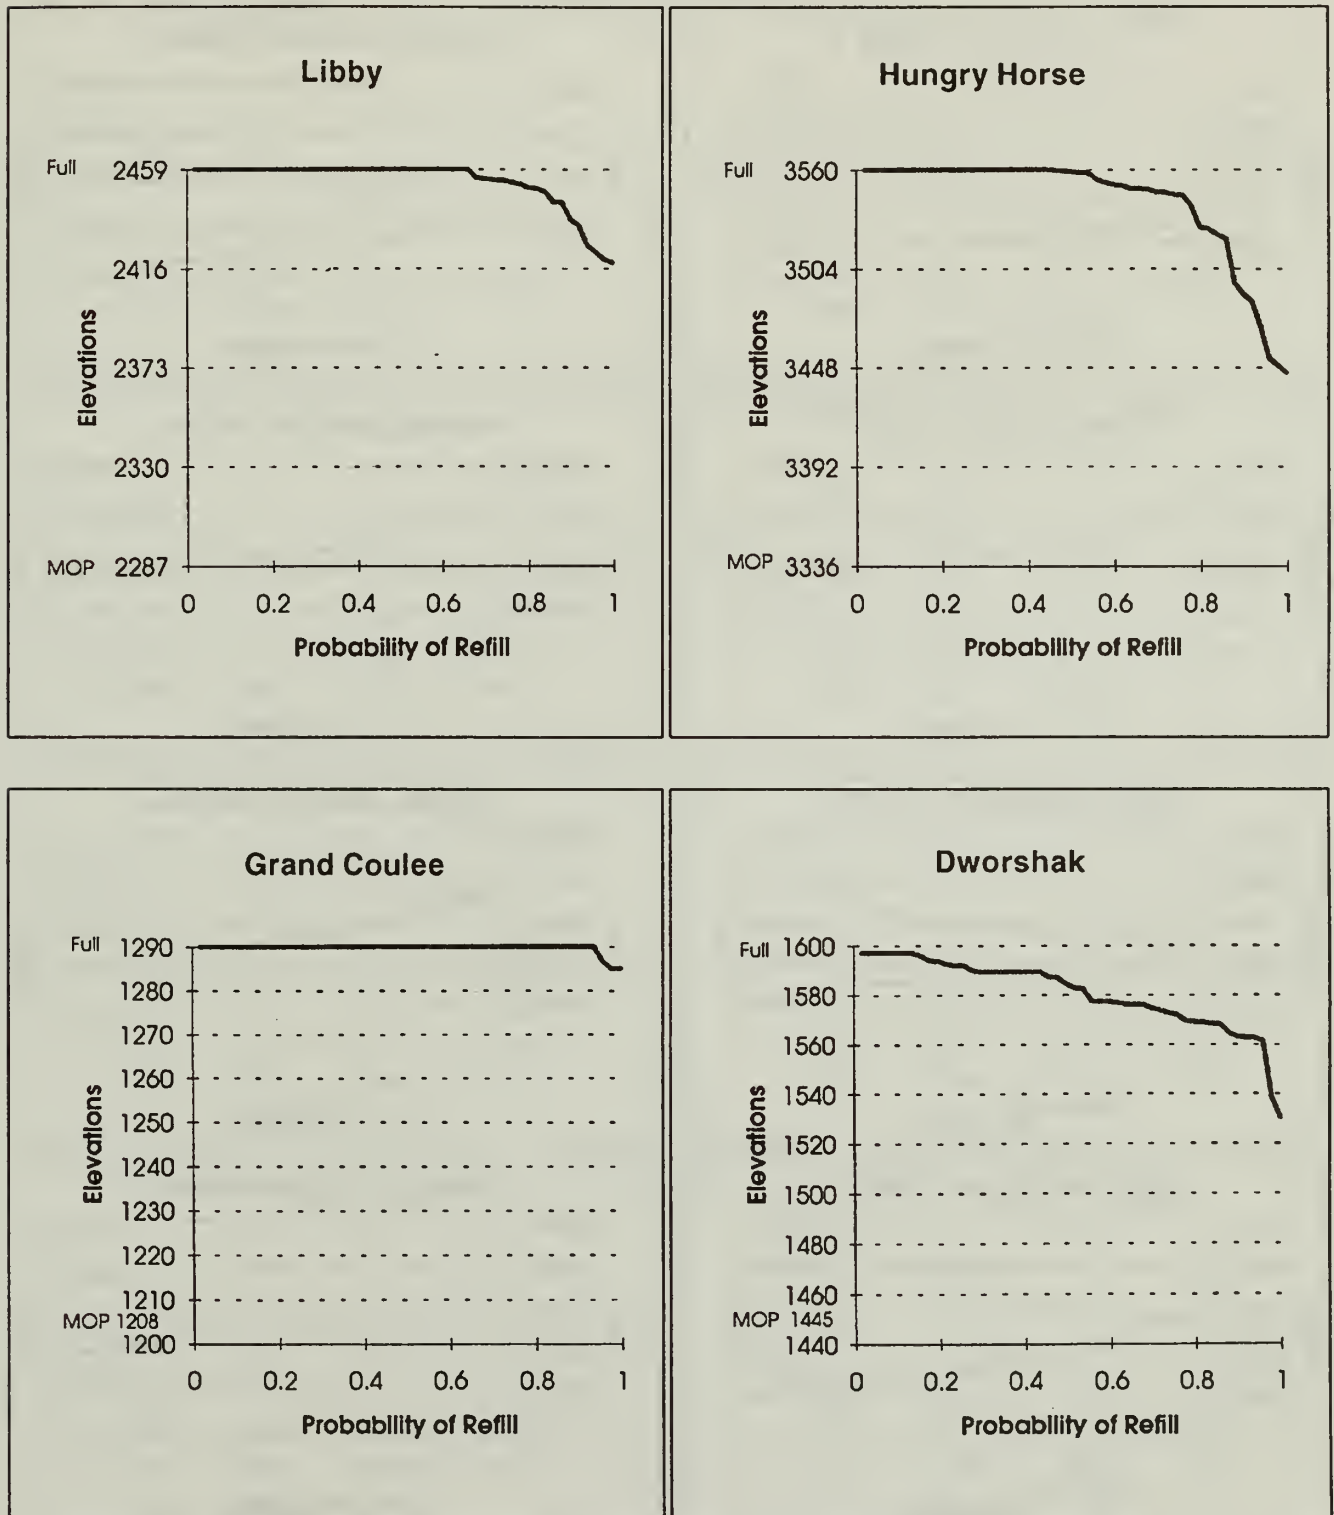 Libby
Full 2459
2416
2373
2330
MOP 2287
Elevations
0 0.2 0.4 0.6 0.8 1
Probability of Refill
Hungry Horse
Full 3560
3504
3448
3392
MOP 3336
Elevations
0 0.2 0.4 0.6 0.8 1
Probability of Refill
Grand Coulee
Full 1290
1280
1270
1260
1250
1240
1230
1220
1210
MOP 1208
1200
Elevations
0 0.2 0.4 0.6 0.8 1
Probability of Refill
Dworshak
Full 1600
1580
1560
1540
1520
1500
1480
1460
MOP 1445
1440
Elevations
0 0.2 0.4 0.6 0.8 1
Probability of Refill